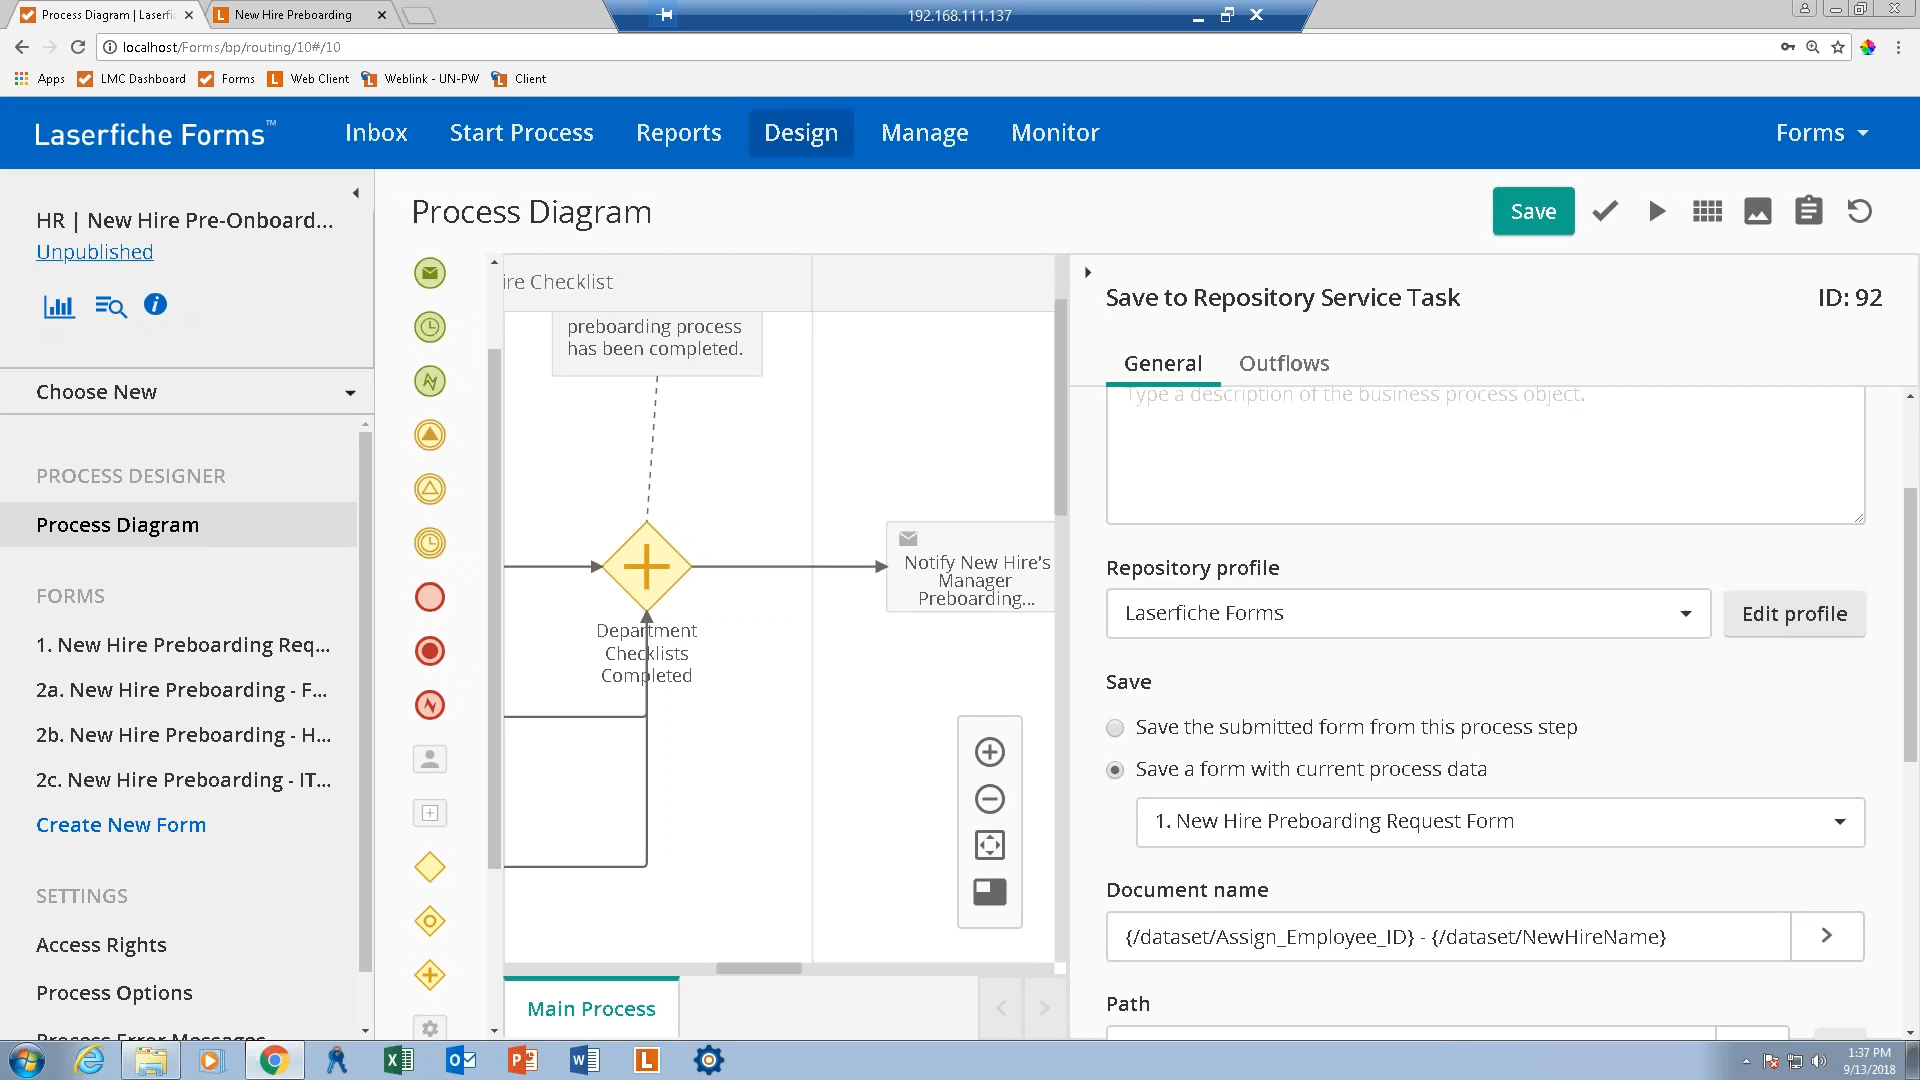 Process Diagram | Laserfi
New Hire Preboarding
192.168.111.137
localhost/Forms/bp/routing/10#/10
Apps
LMC Dashboard
Forms
Web Client
Weblink - UN-PW
Client
Laserfiche Forms™
Inbox
Start Process
Reports
Design
Manage
Monitor
Forms
HR | New Hire Pre-Onboard...
Unpublished
Choose New
PROCESS DESIGNER
Process Diagram
FORMS
1. New Hire Preboarding Req...
2a. New Hire Preboarding - F...
2b. New Hire Preboarding - H...
2c. New Hire Preboarding - IT...
Create New Form
SETTINGS
Access Rights
Process Options
Process Error Messages
Process Diagram
Save
ire Checklist
preboarding process
has been completed.
Department
Checklists
Completed
Notify New Hire's
Manager
Preboarding...
Main Process
Save to Repository Service Task
ID: 92
General
Outflows
Type a description of the business process object.
Repository profile
Laserfiche Forms
Edit profile
Save
Save the submitted form from this process step
Save a form with current process data
1. New Hire Preboarding Request Form
Document name
{/dataset/Assign_Employee_ID} - {/dataset/NewHireName}
Path
1:37 PM
9/13/2018